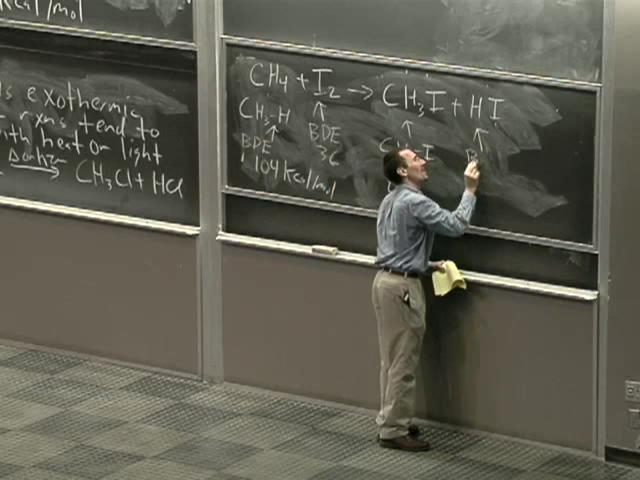 kcal/mol
s exothermic
rxns tend to
with heat or light
CH3Cl + HCl
CH4 + I2 → CH3I + HI
CH3-H
BDE
BDE
36
104 kcal/mol